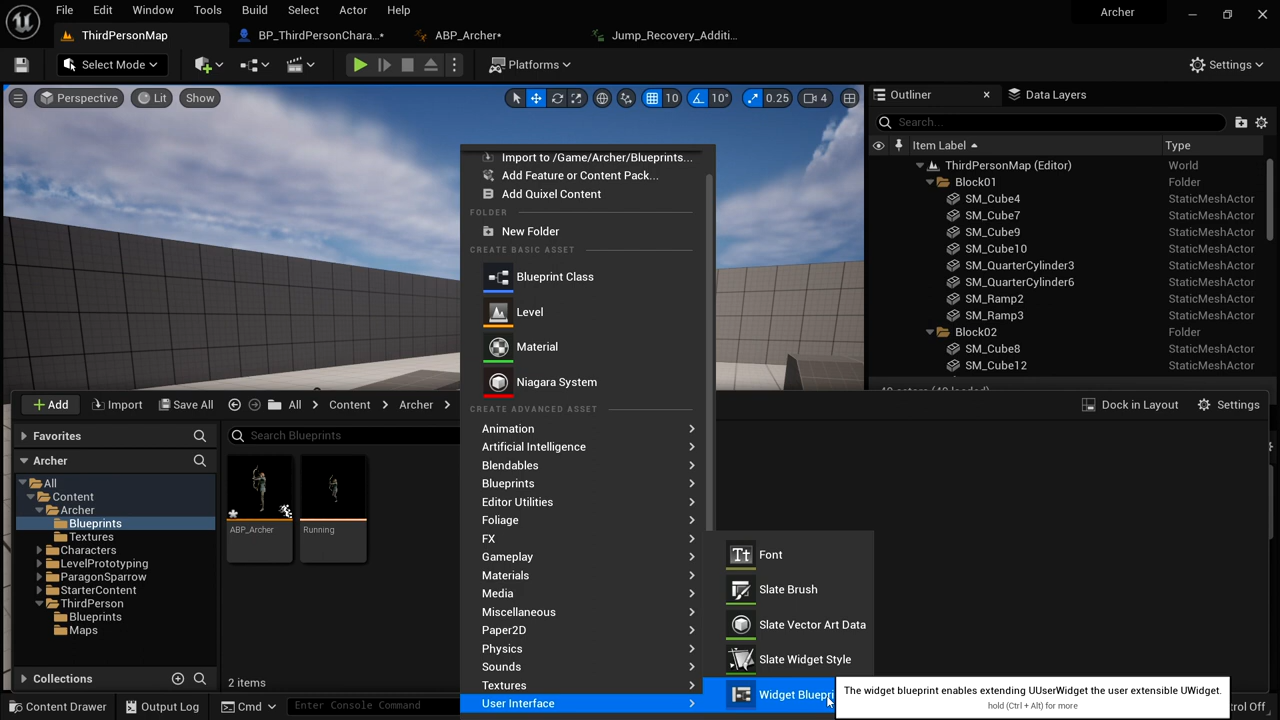 File Edit Window Tools Build Select Actor Help Archer
ThirdPersonMap BP_ThirdPersonChara...* ABP_Archer* Jump_Recovery_Additi...
Select Mode Platforms Settings
Perspective Lit Show 10 10° 0.25 4
Outliner Data Layers
Search...
Item Label Type
ThirdPersonMap (Editor) World
Block01 Folder
SM_Cube4 StaticMeshActor
SM_Cube7 StaticMeshActor
SM_Cube9 StaticMeshActor
SM_Cube10 StaticMeshActor
SM_QuarterCylinder3 StaticMeshActor
SM_QuarterCylinder6 StaticMeshActor
SM_Ramp2 StaticMeshActor
SM_Ramp3 StaticMeshActor
Block02 Folder
SM_Cube8 StaticMeshActor
SM_Cube12 StaticMeshActor
Import to /Game/Archer/Blueprints...
Add Feature or Content Pack...
Add Quixel Content
FOLDER
New Folder
CREATE BASIC ASSET
Blueprint Class
Level
Material
Niagara System
CREATE ADVANCED ASSET
Animation
Artificial Intelligence
Blendables
Blueprints
Editor Utilities
Foliage
FX
Gameplay
Materials
Media
Miscellaneous
Paper2D
Physics
Sounds
Textures
User Interface
Font
Slate Brush
Slate Vector Art Data
Slate Widget Style
Widget Bluepri
The widget blueprint enables extending UUserWidget the user extensible UWidget.
hold (Ctrl + Alt) for more
Add Import Save All All Content Archer Dock in Layout Settings
Favorites
Archer
All
Content
Archer
Blueprints
Textures
Characters
LevelPrototyping
ParagonSparrow
StarterContent
ThirdPerson
Blueprints
Maps
Collections
Search Blueprints
ABP_Archer Running
2 items
Content Drawer Output Log Cmd Enter Console Command trol Off